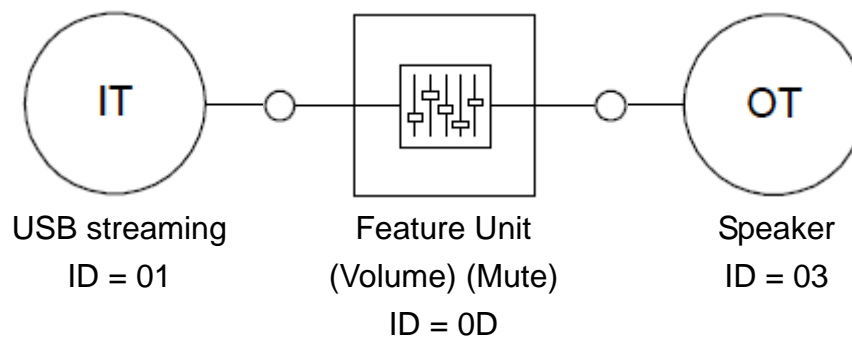 IT
OT
USB streaming
ID = 01
Feature Unit
(Volume) (Mute)
ID = 0D
Speaker
ID = 03